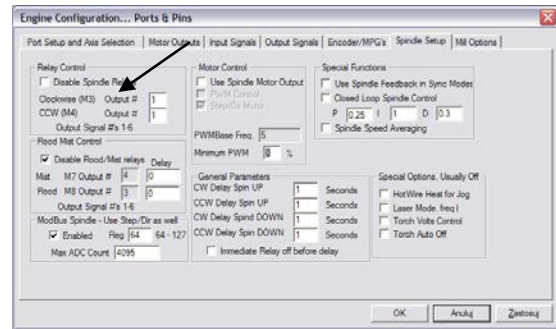 Engine Configuration... Ports & Pins
Port Setup and Axis Selection | Motor Outputs | Input Signals | Output Signals | Encoder/MPG's | Spindle Setup | Mill Options
Relay Control
Disable Spindle Relays
Clockwise (M3) Output # 1
CCW (M4) Output # 1
Output Signal #'s 1-6
Flood Mist Control
Disable Flood/Mist relays Delay
Mist M7 Output # 4 0
Flood M8 Output # 3 0
Output Signal #'s 1-6
ModBus Spindle - Use Step/Dir as well
Enabled Reg 64 64 - 127
Max ADC Count 4095
Motor Control
Use Spindle Motor Output
PWM Control
Step/Dir Motor
PWMBase Freq. 5
Minimum PWM 0 %
General Parameters
CW Delay Spin UP 1 Seconds
CCW Delay Spin UP 1 Seconds
CW Delay Spind DOWN 1 Seconds
CCW Delay Spin DOWN 1 Seconds
Immediate Relay off before delay
Special Functions
Use Spindle Feedback in Sync Modes
Closed Loop Spindle Control
P 0.25 I 1 D 0.3
Spindle Speed Averaging
Special Options, Usually Off
HotWire Heat for Jog
Laser Mode. freq
Torch Volts Control
Torch Auto Off
OK Anuluj Zastosuj